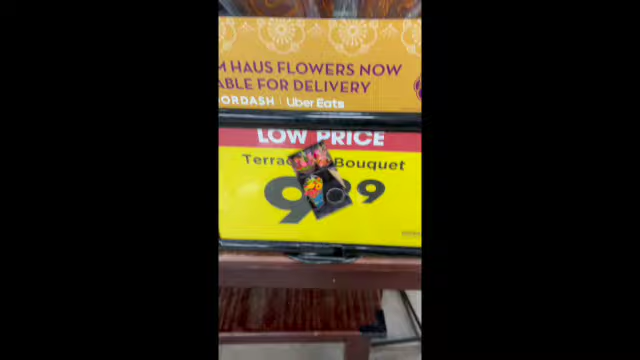 M HAUS FLOWERS NOW
ABLE FOR DELIVERY
ORDASH | Uber Eats
LOW PRICE
Terra Bouquet
9 9